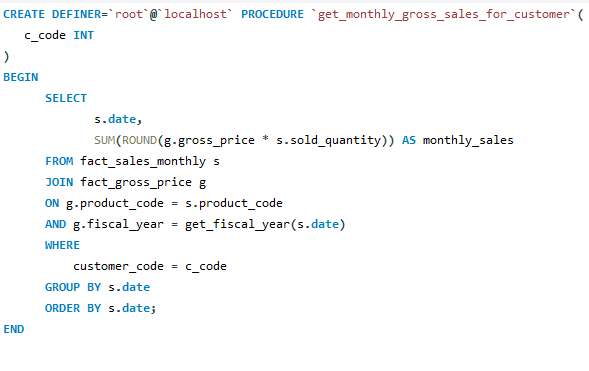 CREATE DEFINER=`root`@`localhost` PROCEDURE `get_monthly_gross_sales_for_customer`(
c_code INT
)
BEGIN
SELECT
s.date,
SUM(ROUND(g.gross_price * s.sold_quantity)) AS monthly_sales
FROM fact_sales_monthly s
JOIN fact_gross_price g
ON g.product_code = s.product_code
AND g.fiscal_year = get_fiscal_year(s.date)
WHERE
customer_code = c_code
GROUP BY s.date
ORDER BY s.date;
END